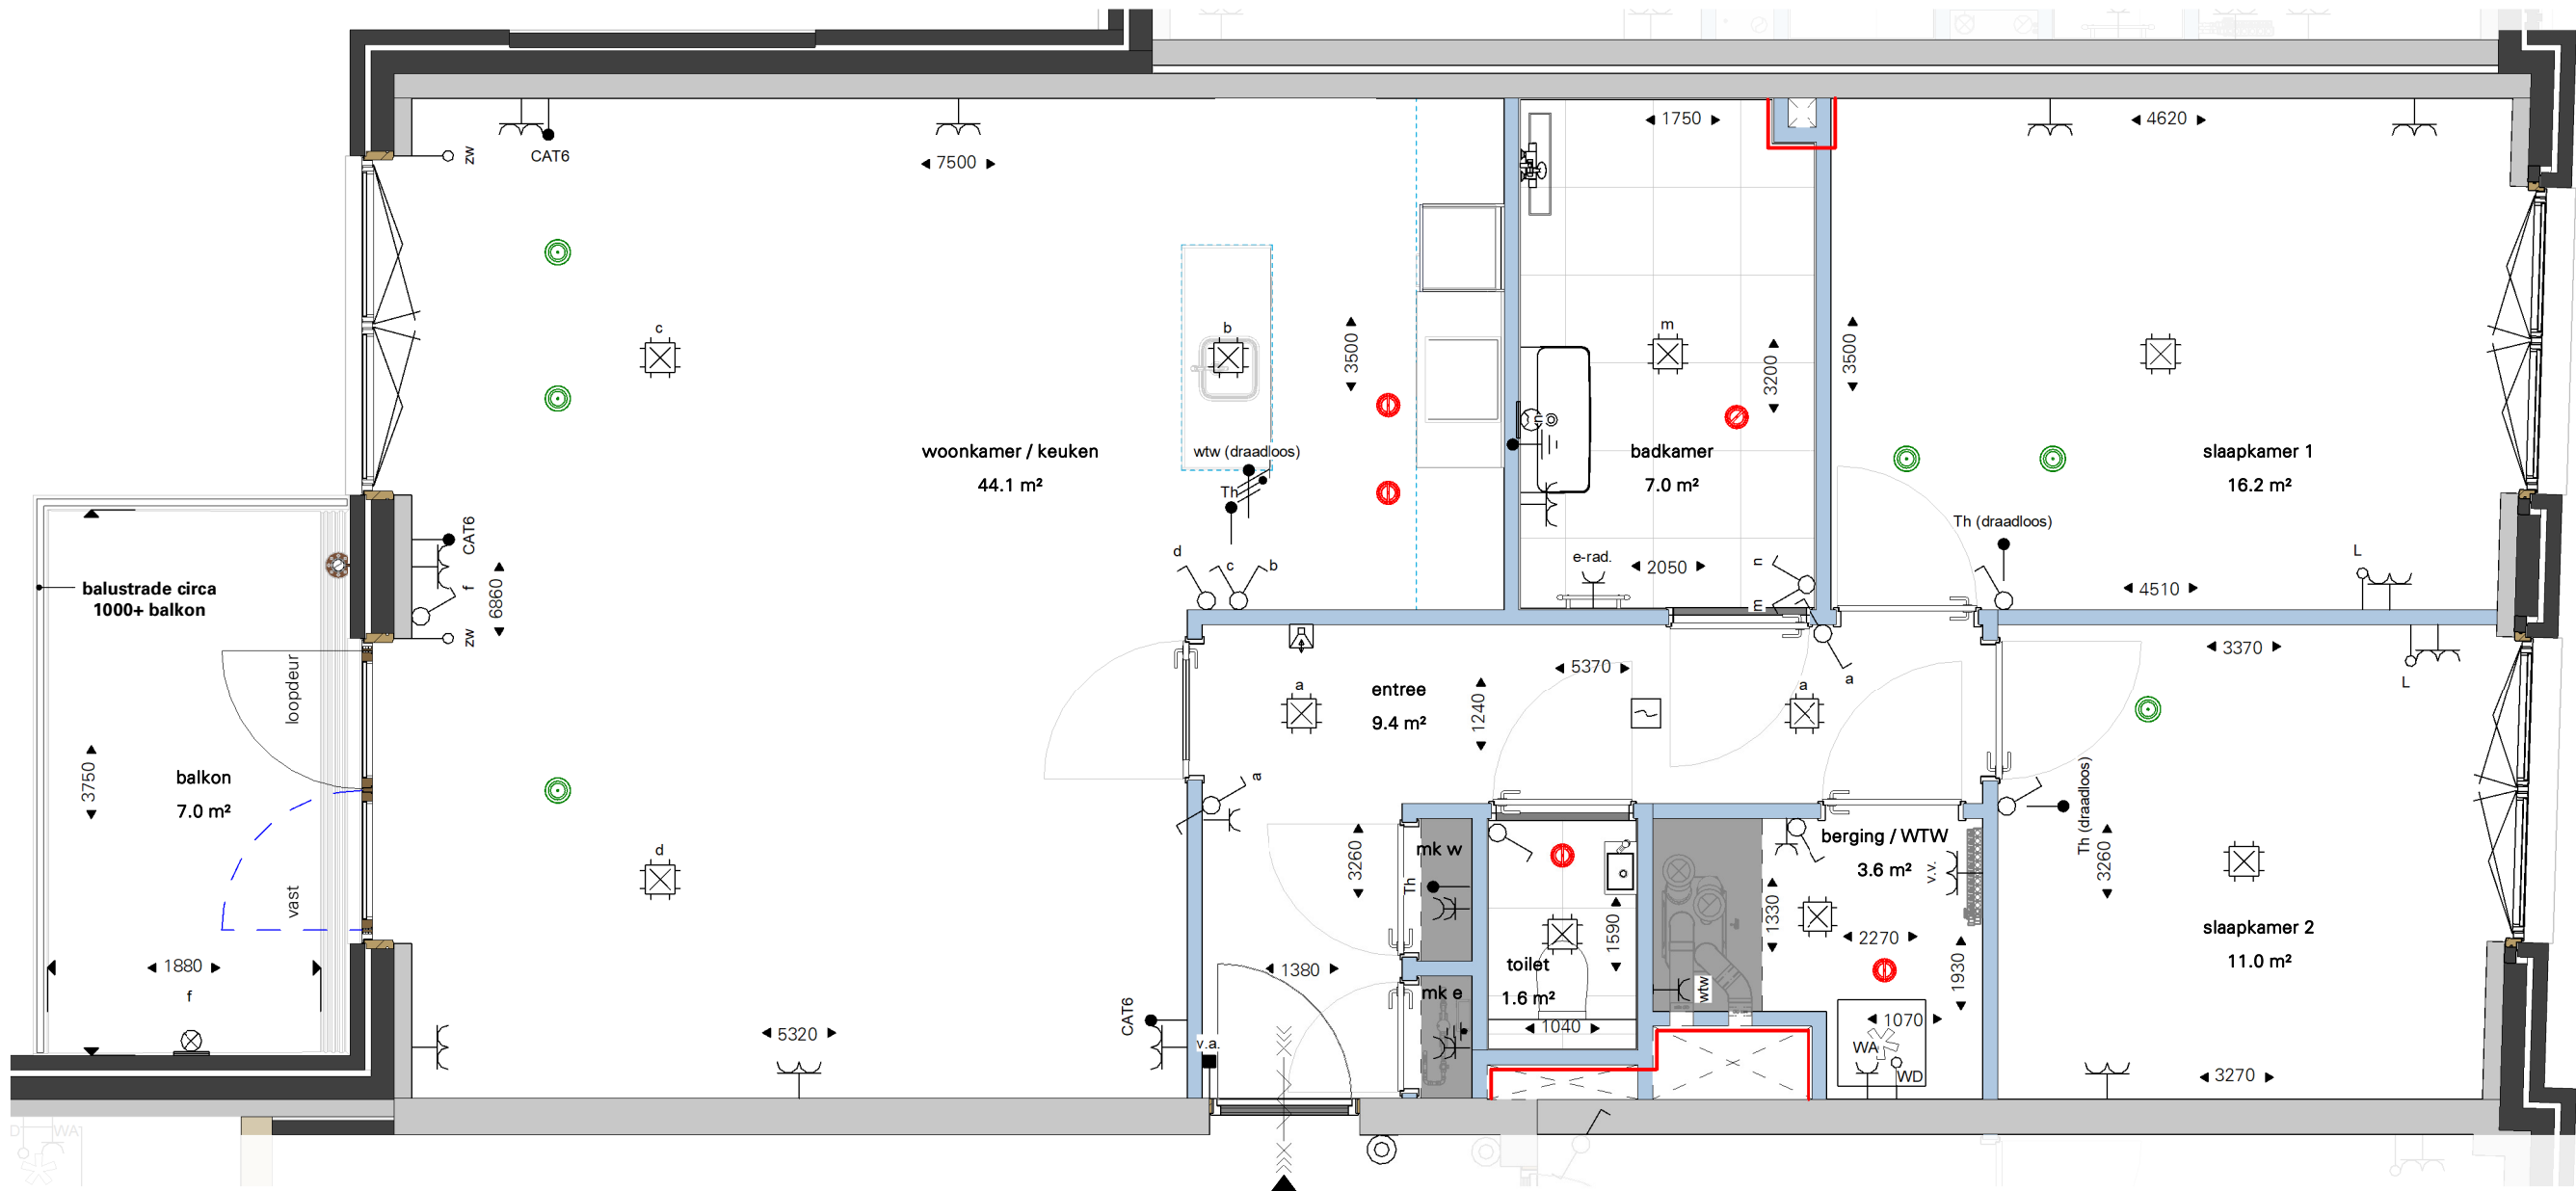 CAT6
zw
7500
1750
4620
c
b
m
3500
3200
3500
woonkamer / keuken
44.1 m²
wtw (draadloos)
Th
badkamer
7.0 m²
slaapkamer 1
16.2 m²
CAT6
f
zw
6860
balustrade circa
1000+ balkon
d
c
b
e-rad.
2050
n
m
Th (draadloos)
4510
L
3370
L
loopdeur
a
entree
9.4 m²
1240
5370
a
a
balkon
7.0 m²
3750
vast
a
3260
mk w
Th
berging / WTW
3.6 m²
v.v.
Th (draadloos)
3260
d
1590
1330
2270
1930
slaapkamer 2
11.0 m²
1880
f
1380
toilet
1.6 m²
mk e
wtw
1040
1070
WA
WD
CAT6
v.a.
5320
3270
D
WA